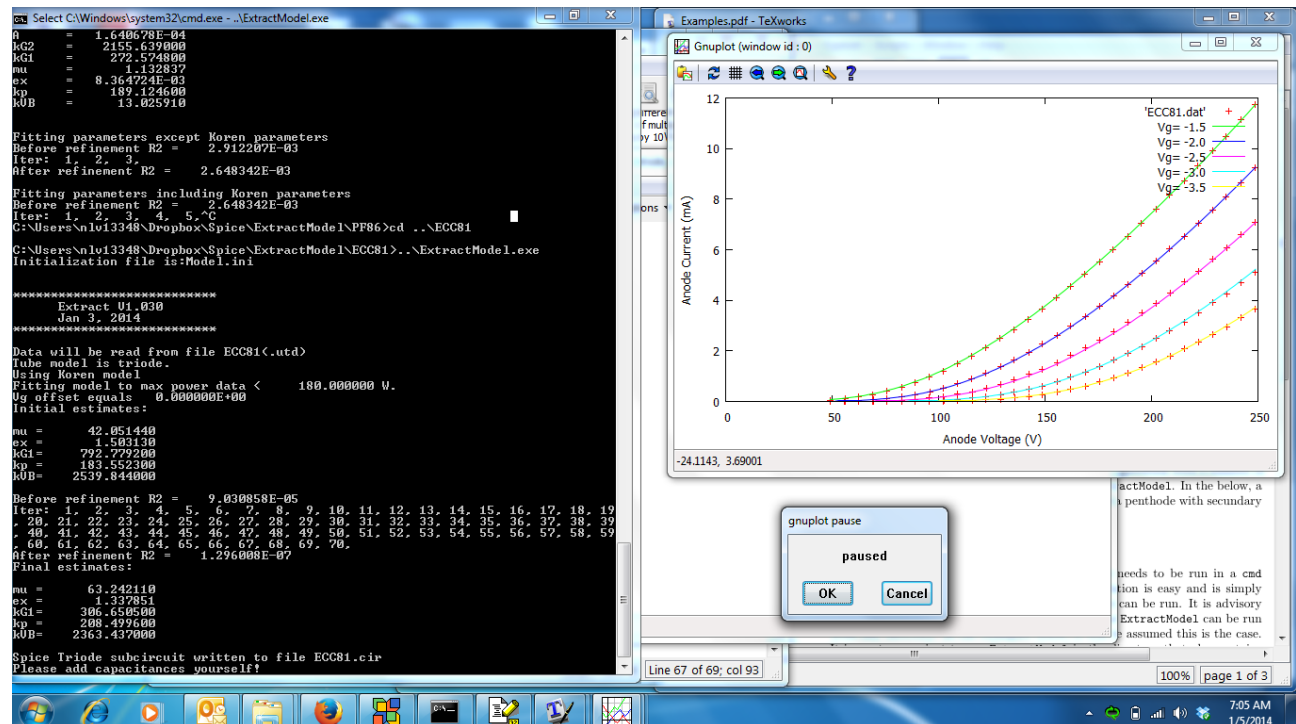 Select C:\Windows\system32\cmd.exe - ..\ExtractModel.exe
A = 1.640678E-04
kG2 = 2155.639000
kG1 = 272.574800
mu = 1.132837
ex = 8.364724E-03
kp = 189.124600
kVB = 13.025910
Fitting parameters except Koren parameters
Before refinement R2 = 2.912207E-03
Iter: 1, 2, 3,
After refinement R2 = 2.648342E-03
Fitting parameters including Koren parameters
Before refinement R2 = 2.648342E-03
Iter: 1, 2, 3, 4, 5,^C
C:\Users\nlv13348\Dropbox\Spice\ExtractModel\PF86>cd ..\ECC81
C:\Users\nlv13348\Dropbox\Spice\ExtractModel\ECC81>..\ExtractModel.exe
Initialization file is:Model.ini
****************************
Extract V1.030
Jan 3, 2014
****************************
Data will be read from file ECC81(.utd)
Tube model is triode.
Using Koren model
Fitting model to max power data < 180.000000 W.
Vg offset equals 0.000000E+00
Initial estimates:
mu = 42.051440
ex = 1.503130
kG1= 792.779200
kp = 183.552300
kVB= 2539.844000
Before refinement R2 = 9.030858E-05
Iter: 1, 2, 3, 4, 5, 6, 7, 8, 9, 10, 11, 12, 13, 14, 15, 16, 17, 18, 19
, 20, 21, 22, 23, 24, 25, 26, 27, 28, 29, 30, 31, 32, 33, 34, 35, 36, 37, 38, 39
, 40, 41, 42, 43, 44, 45, 46, 47, 48, 49, 50, 51, 52, 53, 54, 55, 56, 57, 58, 59
, 60, 61, 62, 63, 64, 65, 66, 67, 68, 69, 70,
After refinement R2 = 1.296008E-07
Final estimates:
mu = 63.242110
ex = 1.337851
kG1= 306.650500
kp = 208.499600
kVB= 2363.437000
Spice Triode subcircuit written to file ECC81.cir
Please add capacitances yourself!
Examples.pdf - TeXworks
Gnuplot (window id : 0)
f mult
by 10
ons
12
10
8
6
4
2
0
Anode Current (mA)
'ECC81.dat'
Vg= -1.5
Vg= -2.0
Vg= -2.5
Vg= -3.0
Vg= -3.5
0 50 100 150 200 250
Anode Voltage (V)
-24.1143, 3.69001
actModel. In the below, a
a penthode with secundary
gnuplot pause
paused
OK Cancel
needs to be run in a cmd
tion is easy and is simply
can be run. It is advisory
ExtractModel can be run
assumed this is the case.
Line 67 of 69; col 93
100% page 1 of 3
7:05 AM
1/5/2014